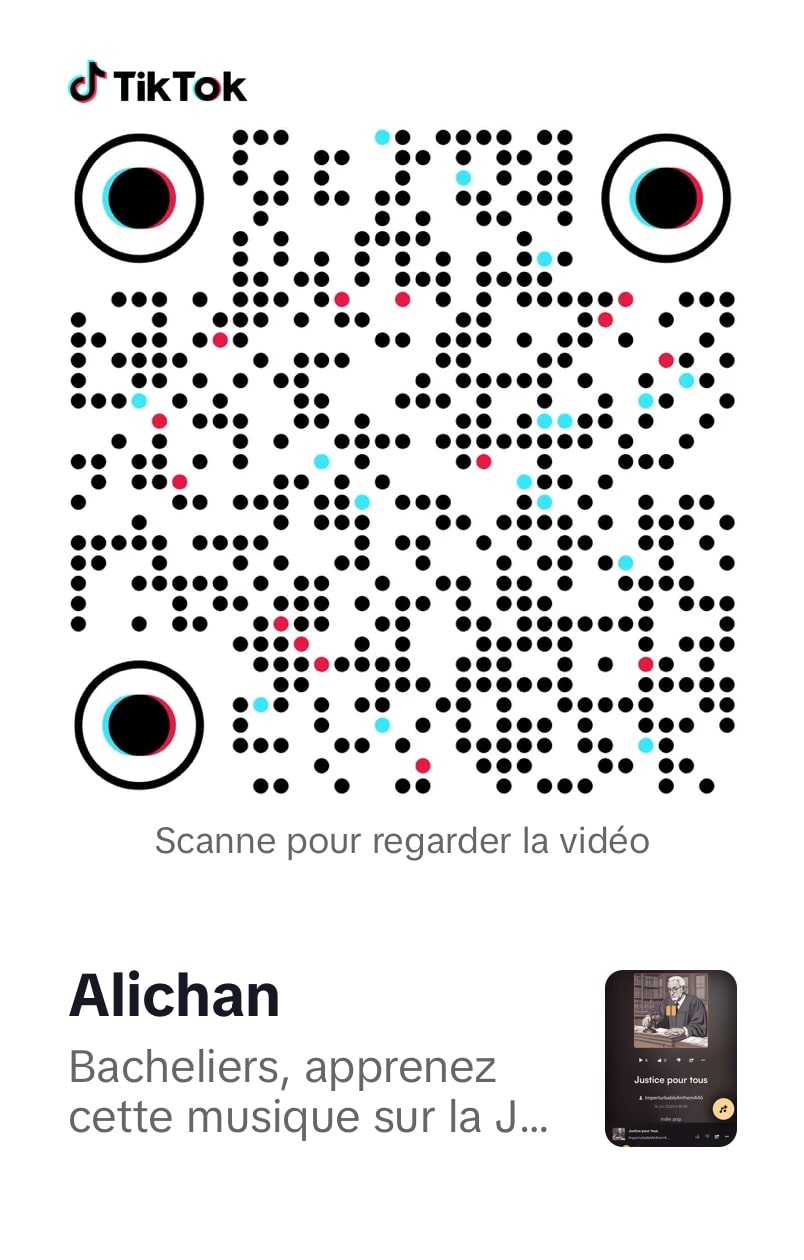 TikTok
Scanne pour regarder la vidéo
Alichan
Bacheliers, apprenez
cette musique sur la J...
Justice pour tous
ImperturbableAnthem446
indie pop
Justice pour tous